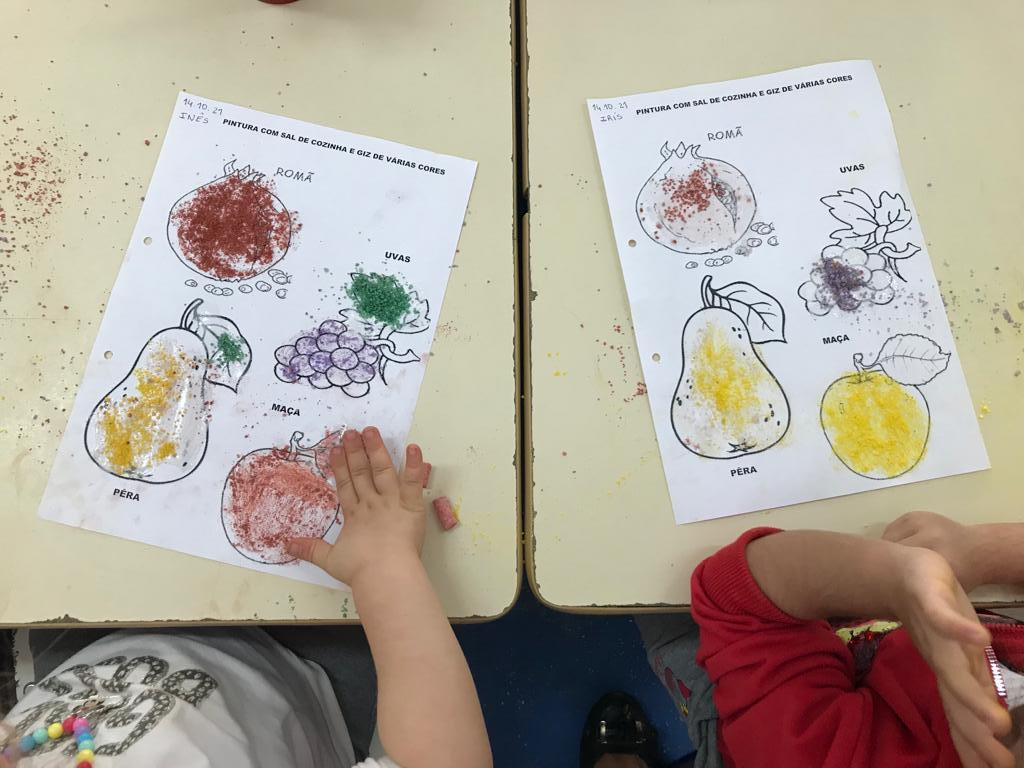 14.10.21
INÊS
PINTURA COM SAL DE COZINHA E GIZ DE VÁRIAS CORES
ROMÃ
UVAS
MAÇA
PÊRA
14.10.21
IRIS
PINTURA COM SAL DE COZINHA E GIZ DE VÁRIAS CORES
ROMÃ
UVAS
MAÇA
PÊRA